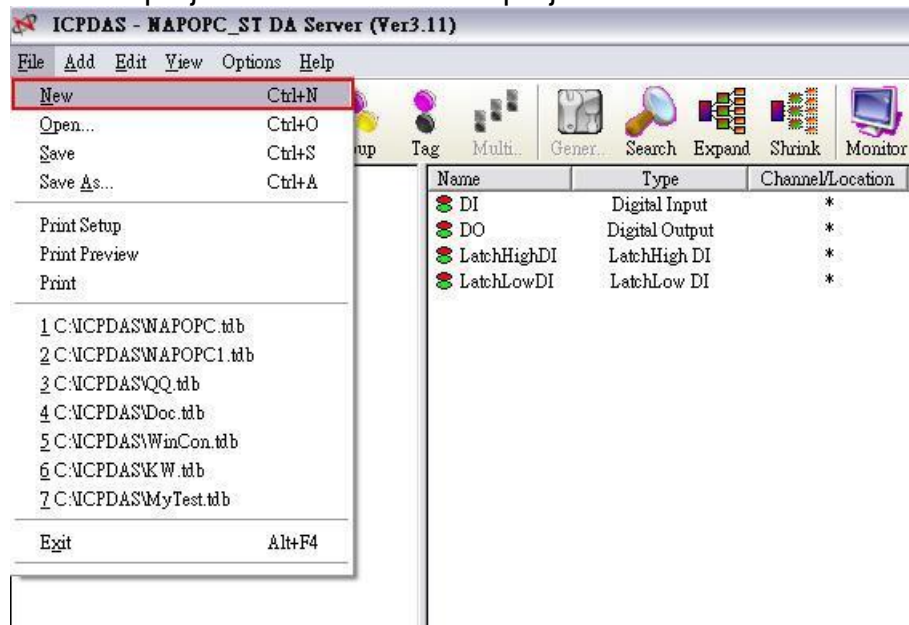 ICPDAS - NAPOPC_ST DA Server (Ver3.11)
File Add Edit View Options Help
New Ctrl+N
Open... Ctrl+O
Save Ctrl+S
Save As... Ctrl+A
Print Setup
Print Preview
Print
1 C:\ICPDAS\NAPOPC.tdb
2 C:\ICPDAS\NAPOPC1.tdb
3 C:\ICPDAS\QQ.tdb
4 C:\ICPDAS\Doc.tdb
5 C:\ICPDAS\WinCon.tdb
6 C:\ICPDAS\KW.tdb
7 C:\ICPDAS\MyTest.tdb
Exit Alt+F4
oup Tag Multi.. Gener.. Search Expand Shrink Monitor
Name Type Channel/Location
DI Digital Input *
DO Digital Output *
LatchHighDI LatchHigh DI *
LatchLowDI LatchLow DI *